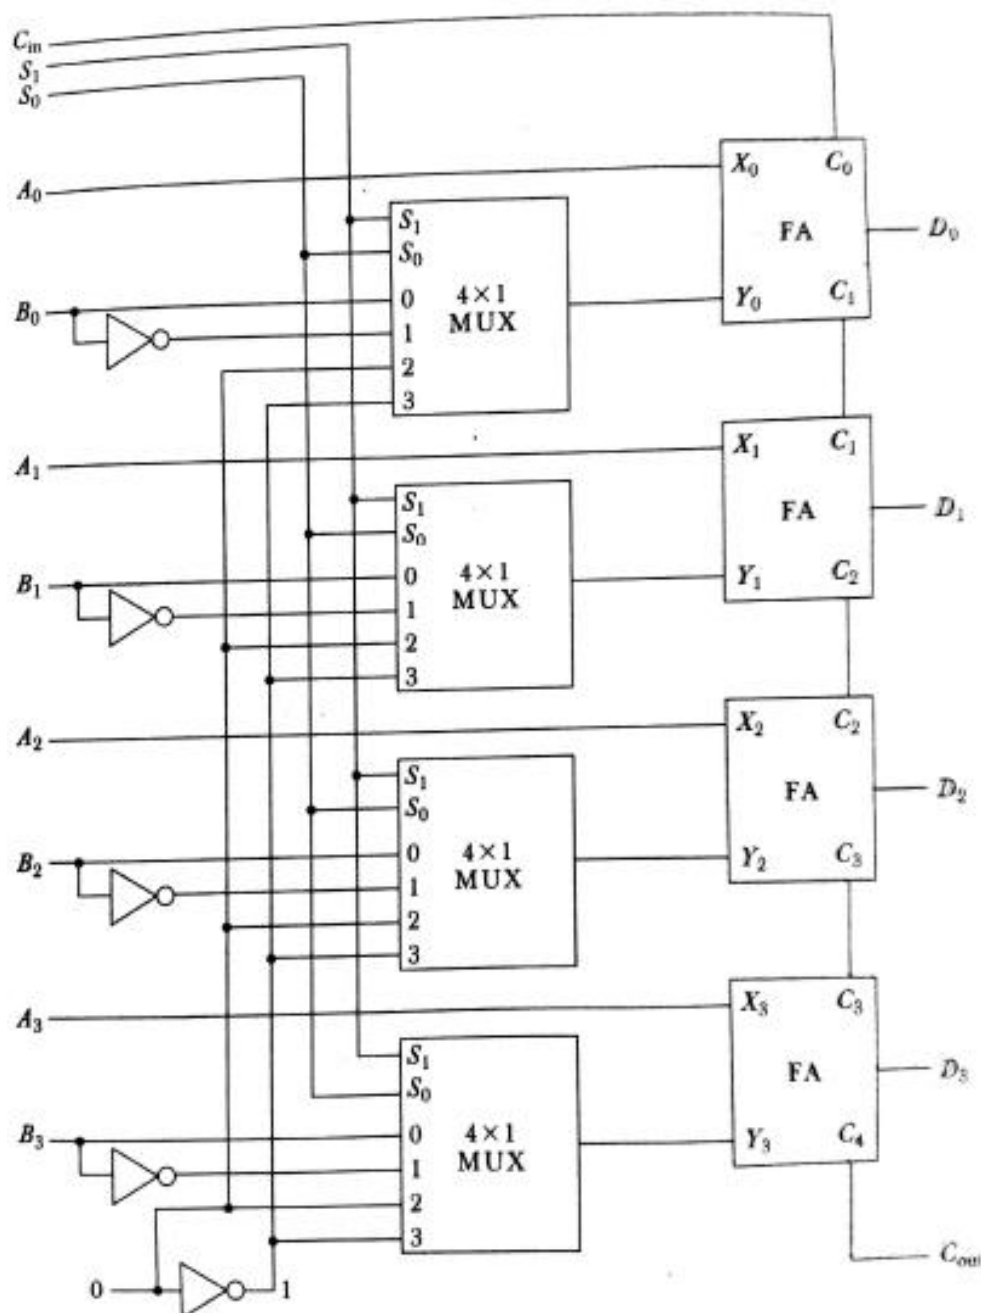 C_in
S_1
S_0
A_0
X_0 C_0
FA
D_0
Y_0 C_1
S_1
S_0
0
1
2
3
4×1
MUX
B_0
A_1
X_1 C_1
FA
D_1
Y_1 C_2
S_1
S_0
0
1
2
3
4×1
MUX
B_1
A_2
X_2 C_2
FA
D_2
Y_2 C_3
S_1
S_0
0
1
2
3
4×1
MUX
B_2
A_3
X_3 C_3
FA
D_3
Y_3 C_4
S_1
S_0
0
1
2
3
4×1
MUX
B_3
0
1
C_out